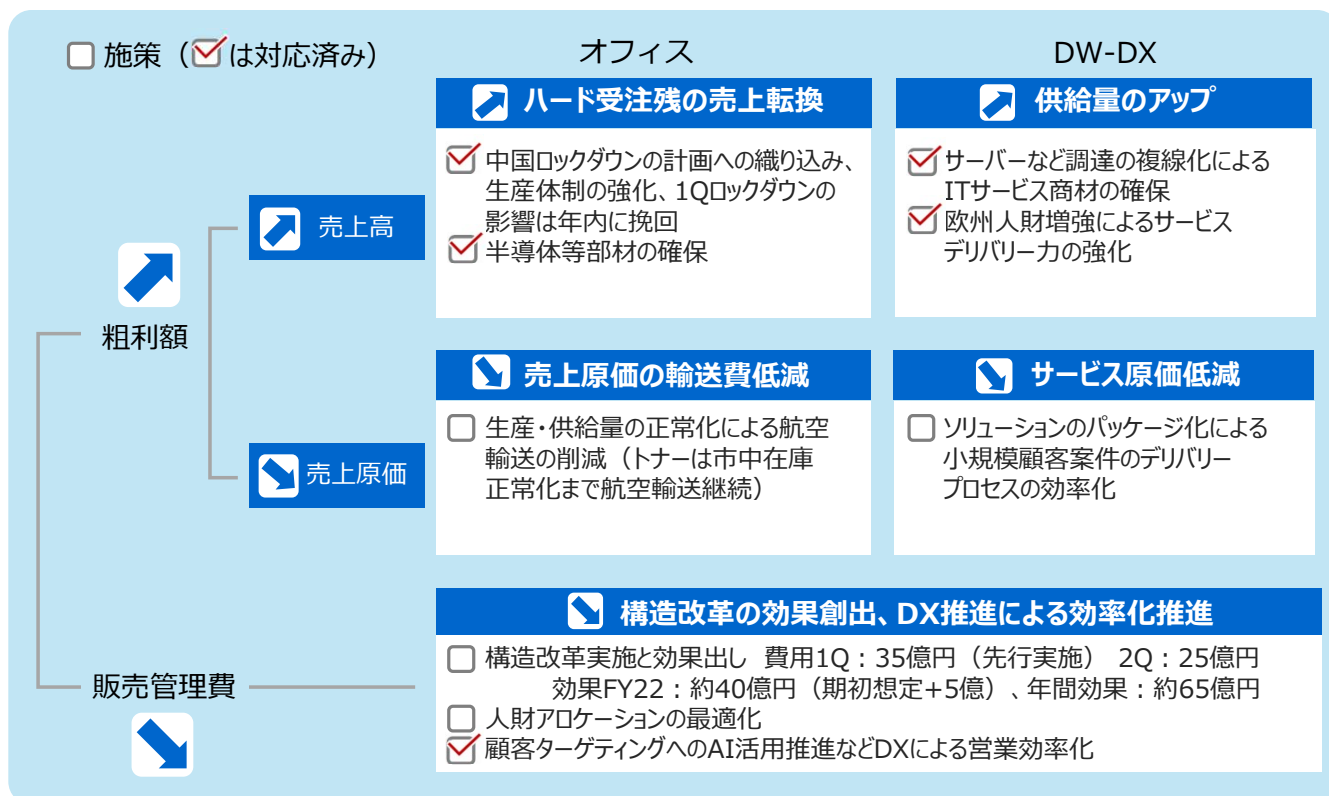 施策（は対応済み）
オフィス
DW-DX
ハード受注残の売上転換
中国ロックダウンの計画への織り込み、
生産体制の強化、1Qロックダウンの
影響は年内に挽回
半導体等部材の確保
供給量のアップ
サーバーなど調達の複線化による
ITサービス商材の確保
欧州人財増強によるサービス
デリバリー力の強化
売上高
粗利額
売上原価の輸送費低減
生産・供給量の正常化による航空
輸送の削減（トナーは市中在庫
正常化まで航空輸送継続）
サービス原価低減
ソリューションのパッケージ化による
小規模顧客案件のデリバリー
プロセスの効率化
売上原価
構造改革の効果創出、DX推進による効率化推進
構造改革実施と効果出し 費用1Q：35億円（先行実施） 2Q：25億円
効果FY22：約40億円（期初想定+5億）、年間効果：約65億円
人財アロケーションの最適化
顧客ターゲティングへのAI活用推進などDXによる営業効率化
販売管理費